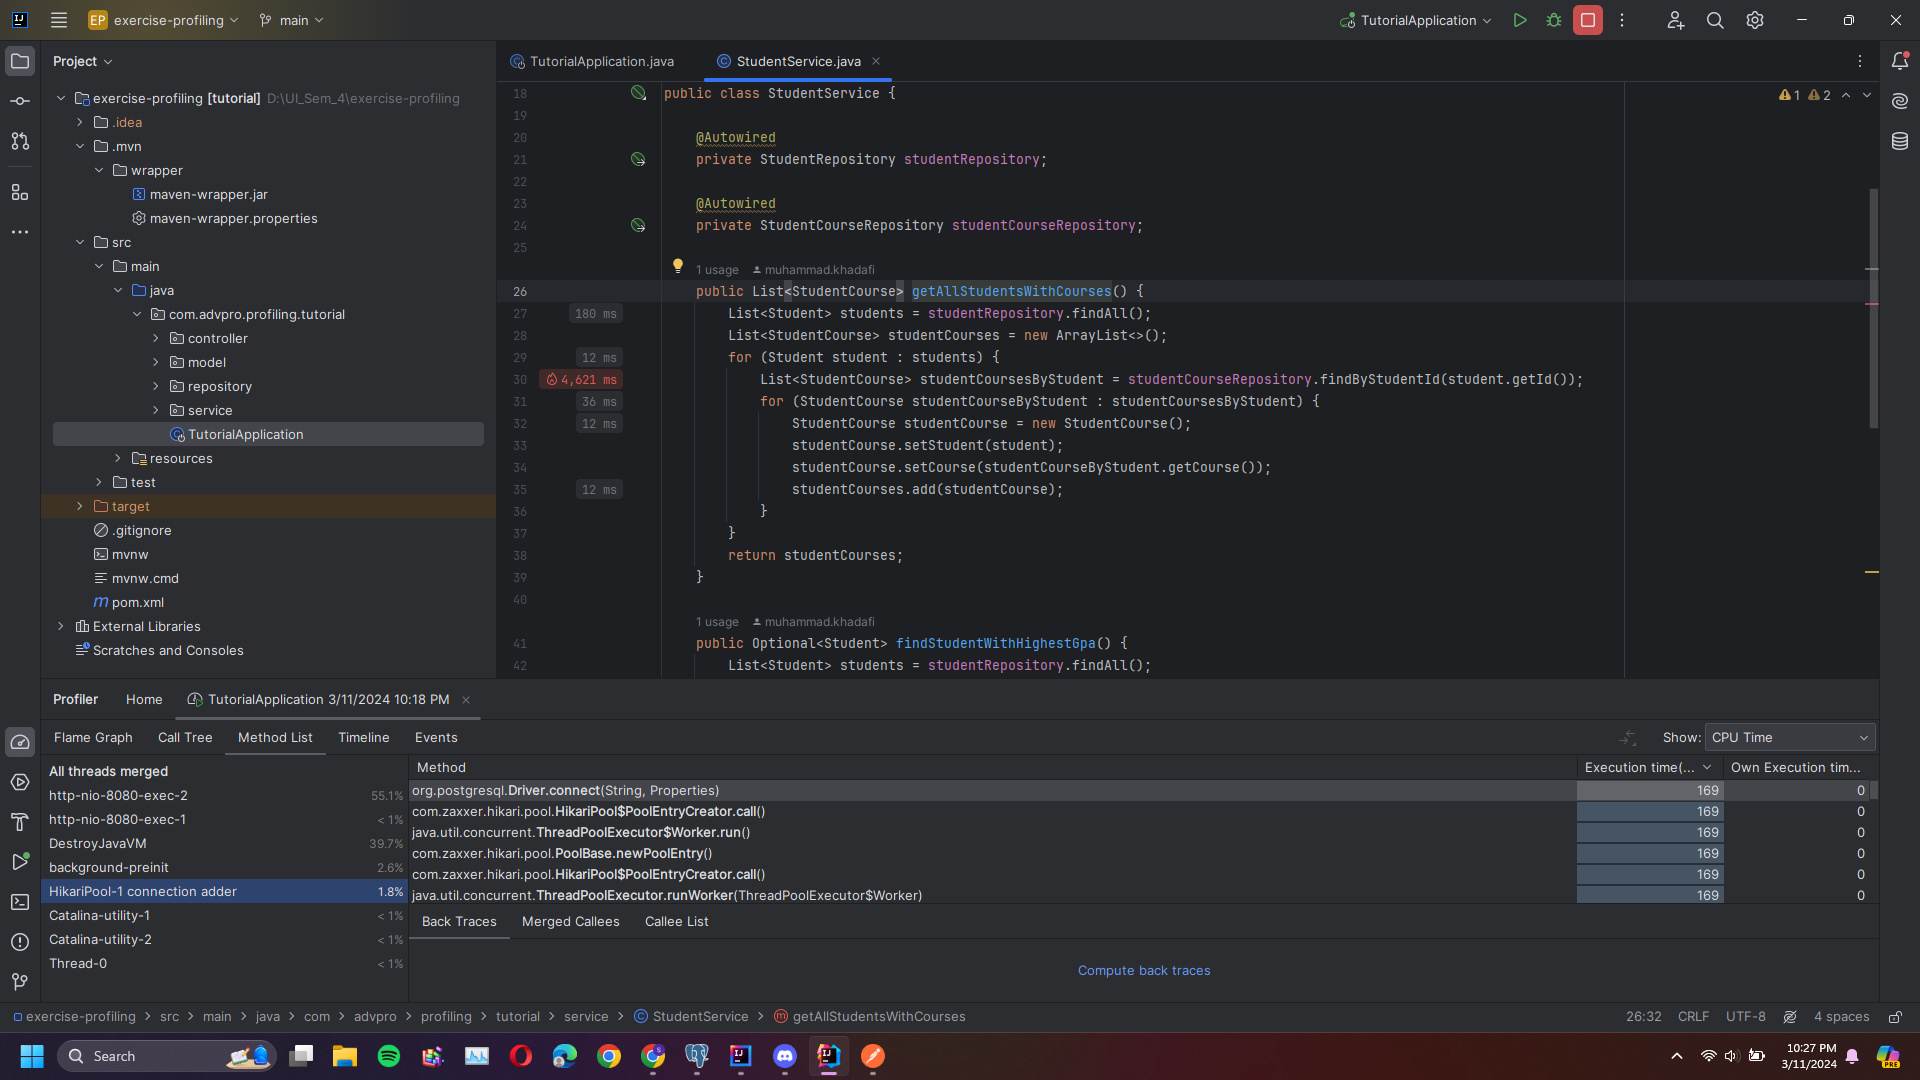 EP exercise-profiling main TutorialApplication
Project
exercise-profiling [tutorial] D:\UI_Sem_4\exercise-profiling
.idea
.mvn
wrapper
maven-wrapper.jar
maven-wrapper.properties
src
main
java
com.advpro.profiling.tutorial
controller
model
repository
service
TutorialApplication
resources
test
target
.gitignore
mvnw
mvnw.cmd
pom.xml
External Libraries
Scratches and Consoles
TutorialApplication.java StudentService.java
1 2
18 public class StudentService {
19
20 @Autowired
21 private StudentRepository studentRepository;
22
23 @Autowired
24 private StudentCourseRepository studentCourseRepository;
25
1 usage muhammad.khadafi
26 public List<StudentCourse> getAllStudentsWithCourses() {
27 180 ms List<Student> students = studentRepository.findAll();
28 List<StudentCourse> studentCourses = new ArrayList<>();
29 12 ms for (Student student : students) {
30 4,621 ms List<StudentCourse> studentCoursesByStudent = studentCourseRepository.findByStudentId(student.getId());
31 36 ms for (StudentCourse studentCourseByStudent : studentCoursesByStudent) {
32 12 ms StudentCourse studentCourse = new StudentCourse();
33 studentCourse.setStudent(student);
34 studentCourse.setCourse(studentCourseByStudent.getCourse());
35 12 ms studentCourses.add(studentCourse);
36 }
37 }
38 return studentCourses;
39 }
40
1 usage muhammad.khadafi
41 public Optional<Student> findStudentWithHighestGpa() {
42 List<Student> students = studentRepository.findAll();
Profiler Home TutorialApplication 3/11/2024 10:18 PM
Flame Graph Call Tree Method List Timeline Events Show: CPU Time
All threads merged
http-nio-8080-exec-2 55.1%
http-nio-8080-exec-1 < 1%
DestroyJavaVM 39.7%
background-preinit 2.6%
HikariPool-1 connection adder 1.8%
Catalina-utility-1 < 1%
Catalina-utility-2 < 1%
Thread-0 < 1%
Method Execution time(... Own Execution tim...
org.postgresql.Driver.connect(String, Properties) 169 0
com.zaxxer.hikari.pool.HikariPool$PoolEntryCreator.call() 169 0
java.util.concurrent.ThreadPoolExecutor$Worker.run() 169 0
com.zaxxer.hikari.pool.PoolBase.newPoolEntry() 169 0
com.zaxxer.hikari.pool.HikariPool$PoolEntryCreator.call() 169 0
java.util.concurrent.ThreadPoolExecutor.runWorker(ThreadPoolExecutor$Worker) 169 0
Back Traces Merged Callees Callee List
Compute back traces
exercise-profiling > src > main > java > com > advpro > profiling > tutorial > service > StudentService > getAllStudentsWithCourses 26:32 CRLF UTF-8 4 spaces
Search
10:27 PM
3/11/2024